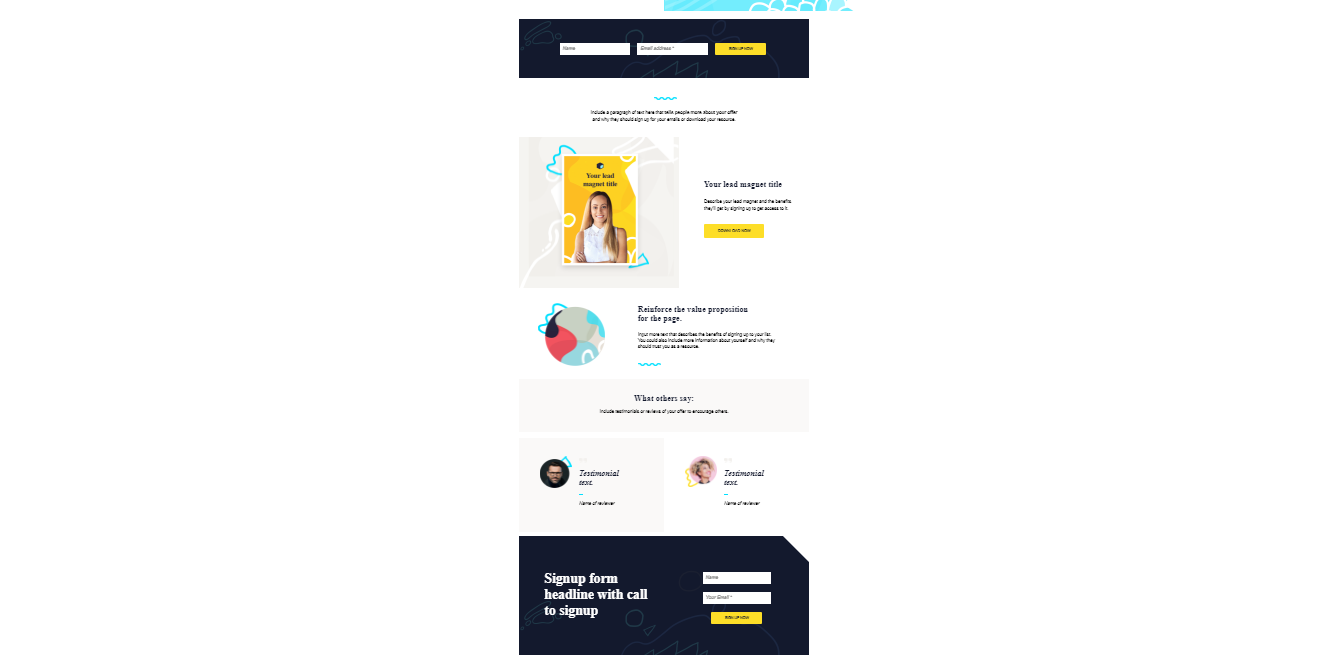 Name
Email address *
SIGN UP NOW
Include a paragraph of text here that tells people more about your offer
and why they should sign up for your emails or download your resource.
Your lead
magnet title
Your lead magnet title
Describe your lead magnet and the benefits
they'll get by signing up to get access to it.
DOWNLOAD NOW
Reinforce the value proposition
for the page.
Input more text that describes the benefits of signing up to your list.
You could also include more information about yourself and why they
should trust you as a resource.
What others say:
Include testimonials or reviews of your offer to encourage others.
Testimonial
text.
Name of reviewer
Testimonial
text.
Name of reviewer
Signup form
headline with call
to signup
Name
Your Email *
SIGN UP NOW